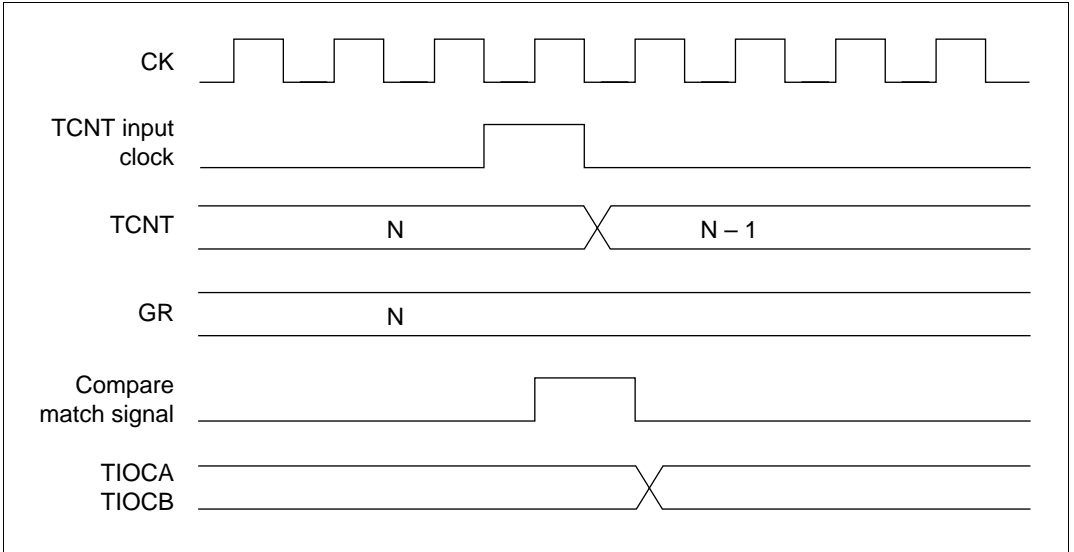 CK
TCNT input
clock
TCNT
N
N – 1
GR
N
Compare
match signal
TIOCA
TIOCB